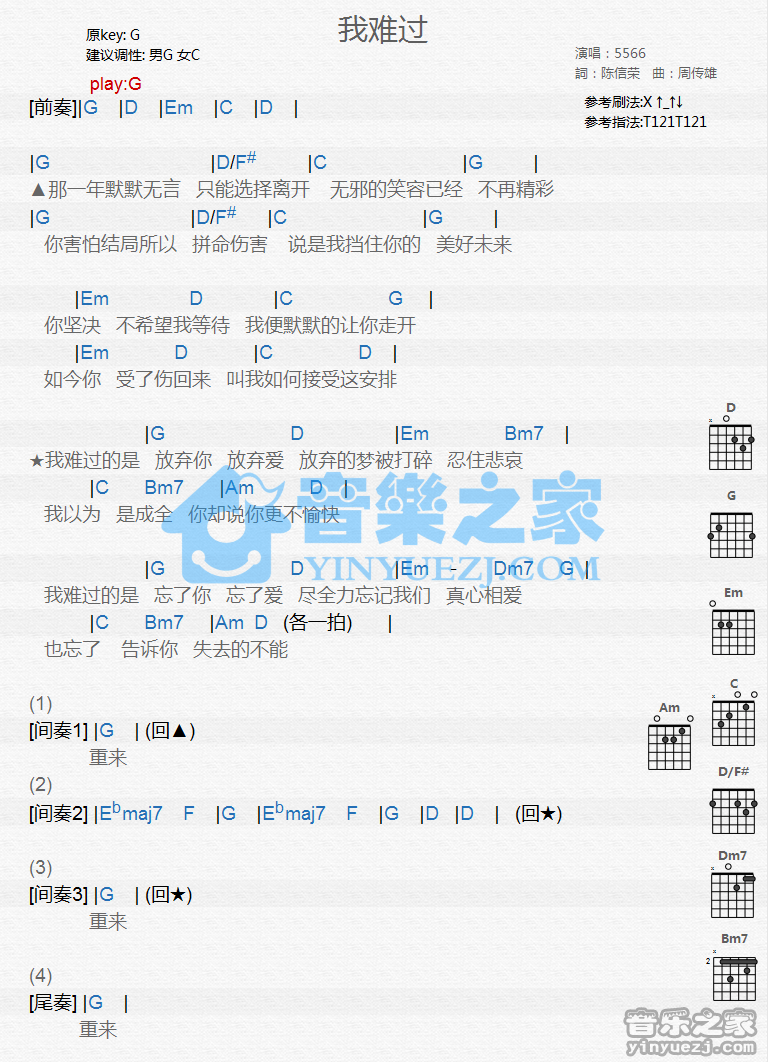 我难过
原key: G
建议调性: 男G 女C
演唱：5566
詞：陈信荣 曲：周传雄
play:G
参考刷法:X↑_↑↓
参考指法:T121T121
[前奏]|G |D |Em |C |D |
|G |D/F# |C |G |
▲那一年默默无言 只能选择离开 无邪的笑容已经 不再精彩
|G |D/F# |C |G |
你害怕结局所以 拼命伤害 说是我挡住你的 美好未来
|Em D |C G |
你坚决 不希望我等待 我便默默的让你走开
|Em D |C D |
如今你 受了伤回来 叫我如何接受这安排
|G D |Em Bm7 |
★我难过的是 放弃你 放弃爱 放弃的梦被打碎 忍住悲哀
|C Bm7 |Am D |
我以为 是成全 你却说你更不愉快
|G D |Em - Dm7 G |
我难过的是 忘了你 忘了爱 尽全力忘记我们 真心相爱
|C Bm7 |Am D (各一拍) |
也忘了 告诉你 失去的不能
(1)
[间奏1] |G | (回▲)
重来
(2)
[间奏2] |Ebmaj7 F |G |Ebmaj7 F |G |D |D | (回★)
(3)
[间奏3] |G | (回★)
重来
(4)
[尾奏] |G |
重来
D
G
Em
C
Am
D/F#
Dm7
Bm7
2
音樂之家
YINYUEZJ.COM
音乐之家
yinyuezj.com